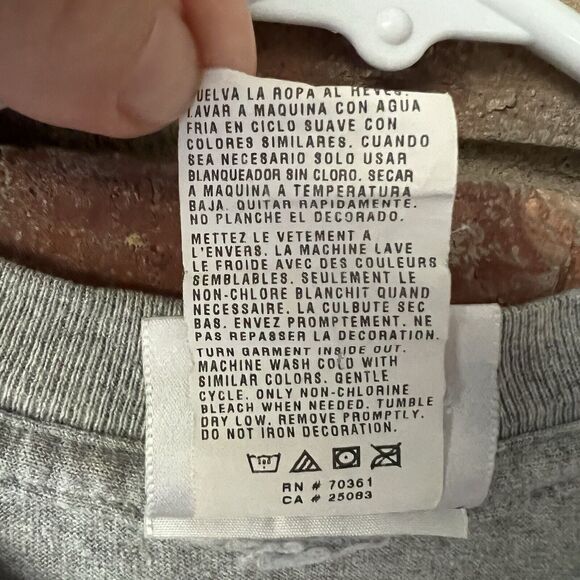 VUELVA LA ROPA AL REVES.
LAVAR A MAQUINA CON AGUA
FRIA EN CICLO SUAVE CON
COLORES SIMILARES. CUANDO
SEA NECESARIO SOLO USAR
BLANQUEADOR SIN CLORO. SECAR
A MAQUINA A TEMPERATURA
BAJA. QUITAR RAPIDAMENTE.
NO PLANCHE EL DECORADO.
METTEZ LE VETEMENT A
L'ENVERS. LA MACHINE LAVE
LE FROIDE AVEC DES COULEURS
SEMBLABLES. SEULEMENT LE
NON-CHLORE BLANCHIT QUAND
NECESSAIRE. LA CULBUTE SEC
BAS. ENVEZ PROMPTEMENT. NE
PAS REPASSER LA DECORATION.
TURN GARMENT INSIDE OUT.
MACHINE WASH COLD WITH
SIMILAR COLORS. GENTLE
CYCLE. ONLY NON-CHLORINE
BLEACH WHEN NEEDED. TUMBLE
DRY LOW. REMOVE PROMPTLY.
DO NOT IRON DECORATION.
RN # 70361
CA # 25083